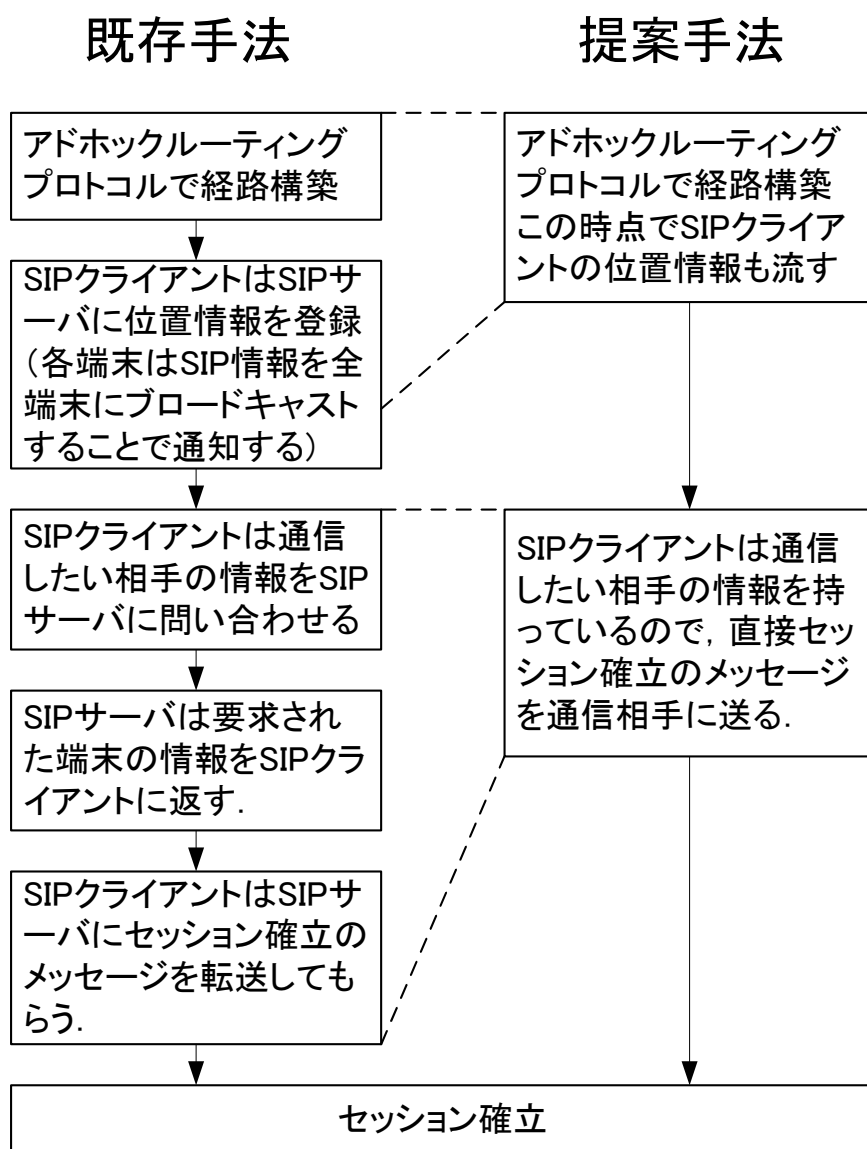 既存手法
提案手法
アドホックルーティング
プロトコルで経路構築
SIPクライアントはSIPサ
ーバに位置情報を登録
（各端末はSIP情報を全
端末にブロードキャスト
することで通知する）
SIPクライアントは通信
したい相手の情報をSIP
サーバに問い合わせる
SIPサーバは要求され
た端末の情報をSIPクラ
イアントに返す．
SIPクライアントはSIPサ
ーバにセッション確立の
メッセージを転送しても
らう．
アドホックルーティング
プロトコルで経路構築
この時点でSIPクライア
ントの位置情報も流す
SIPクライアントは通信
したい相手の情報を持
っているので，直接セッ
ション確立のメッセージ
を通信相手に送る．
セッション確立